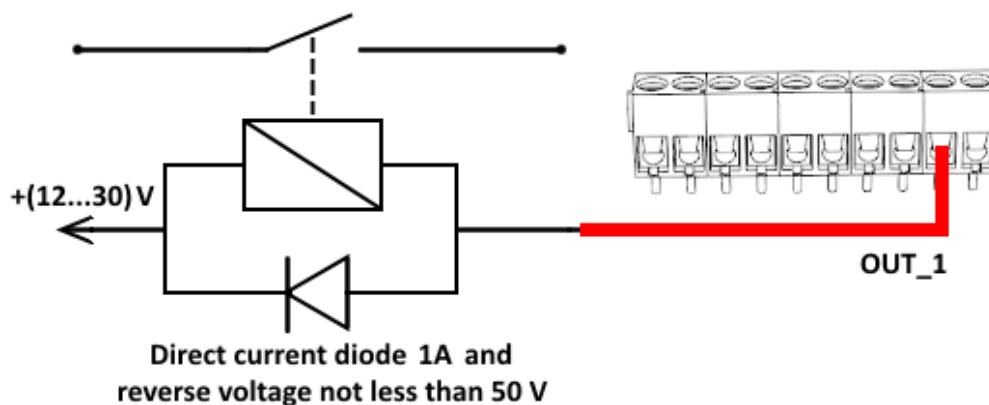 +(12...30) V
OUT_1
Direct current diode 1A and
reverse voltage not less than 50 V